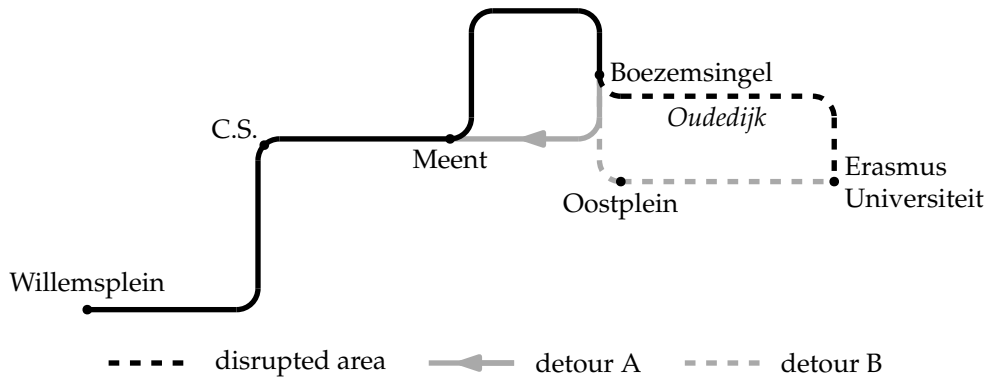 Boezemsingel
Oudedijk
C.S.
Meent
Erasmus
Universiteit
Oostplein
Willemsplein
disrupted area
detour A
detour B